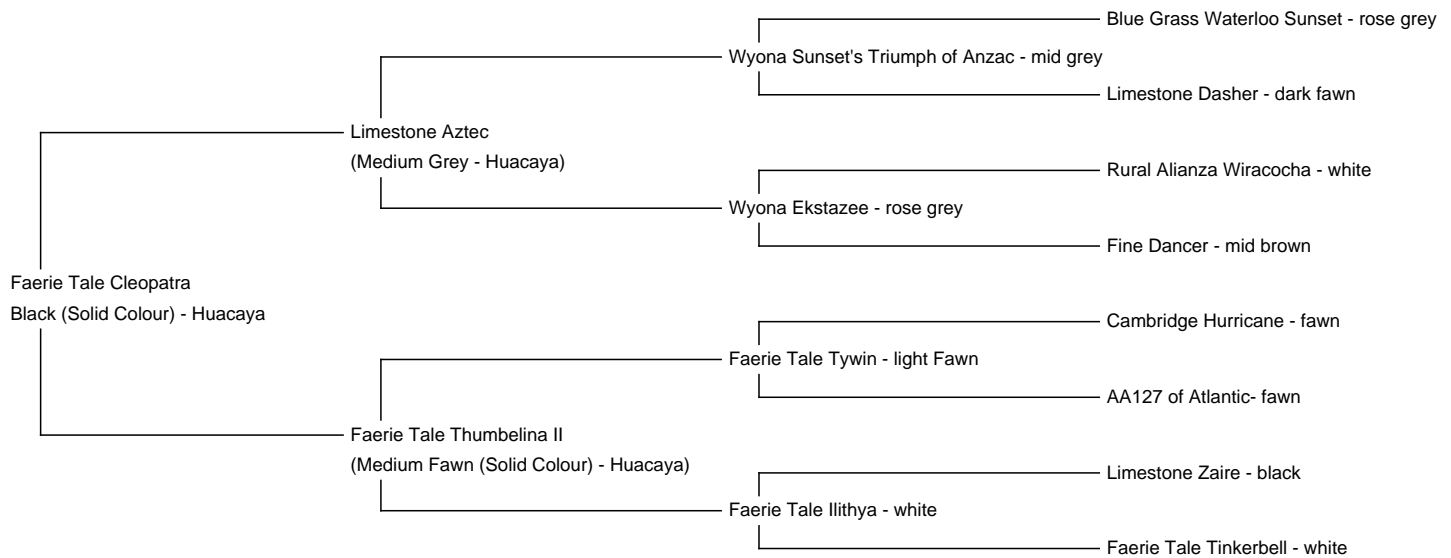 Blue Grass Waterloo Sunset - rose grey
Wyona Sunset's Triumph of Anzac - mid grey
Limestone Dasher - dark fawn
Limestone Aztec
(Medium Grey - Huacaya)
Rural Alianza Wiracocha - white
Wyona Ekstazee - rose grey
Fine Dancer - mid brown
Faerie Tale Cleopatra
Black (Solid Colour) - Huacaya
Cambridge Hurricane - fawn
Faerie Tale Tywin - light Fawn
AA127 of Atlantic- fawn
Faerie Tale Thumbelina II
(Medium Fawn (Solid Colour) - Huacaya)
Limestone Zaire - black
Faerie Tale Ilithya - white
Faerie Tale Tinkerbell - white